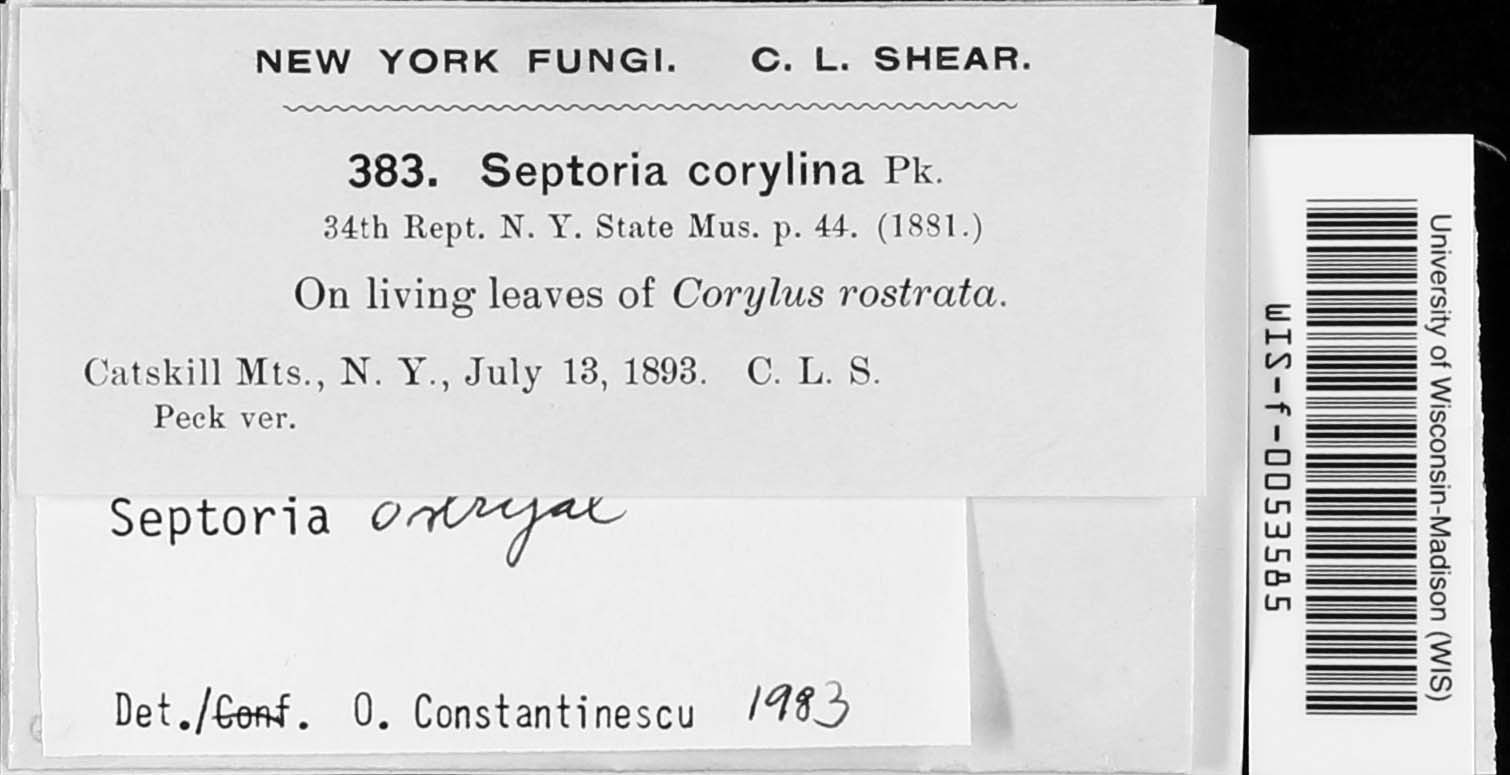 NEW YORK FUNGI. C. L. SHEAR.
383. Septoria corylina Pk.
34th Rept. N. Y. State Mus. p. 44. (1881.)
On living leaves of Corylus rostrata.
Catskill Mts., N. Y., July 13, 1893. C. L. S.
Peck ver.
Septoria ostryae
Det./Conf. O. Constantinescu 1983
University of Wisconsin-Madison (WIS)
WIS-f-0053585